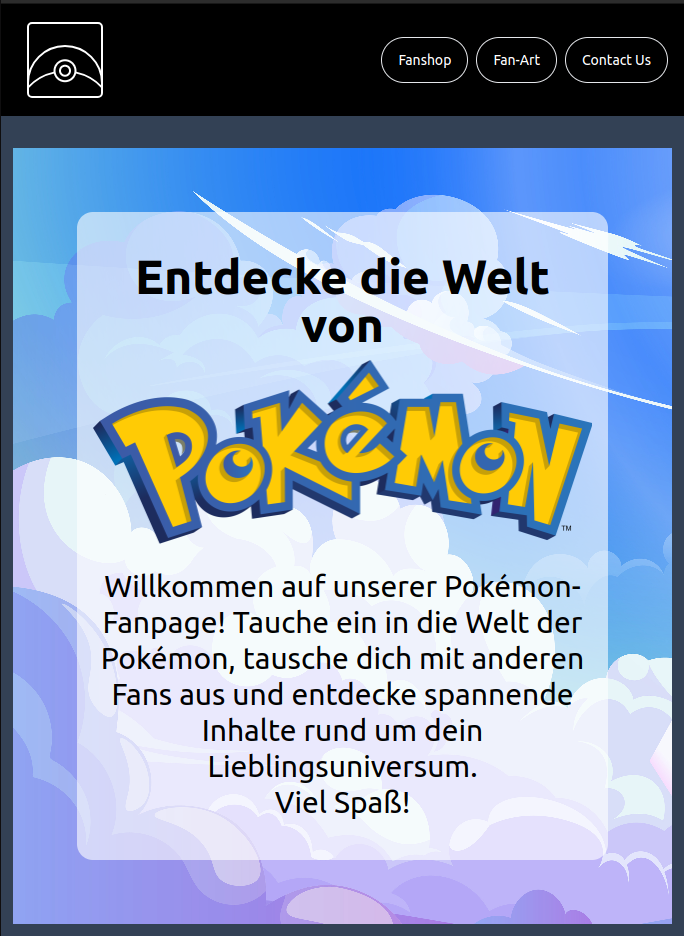 Fanshop Fan-Art Contact Us
Entdecke die Welt
von
POKéMON
TM
Willkommen auf unserer Pokémon-
Fanpage! Tauche ein in die Welt der
Pokémon, tausche dich mit anderen
Fans aus und entdecke spannende
Inhalte rund um dein
Lieblingsuniversum.
Viel Spaß!